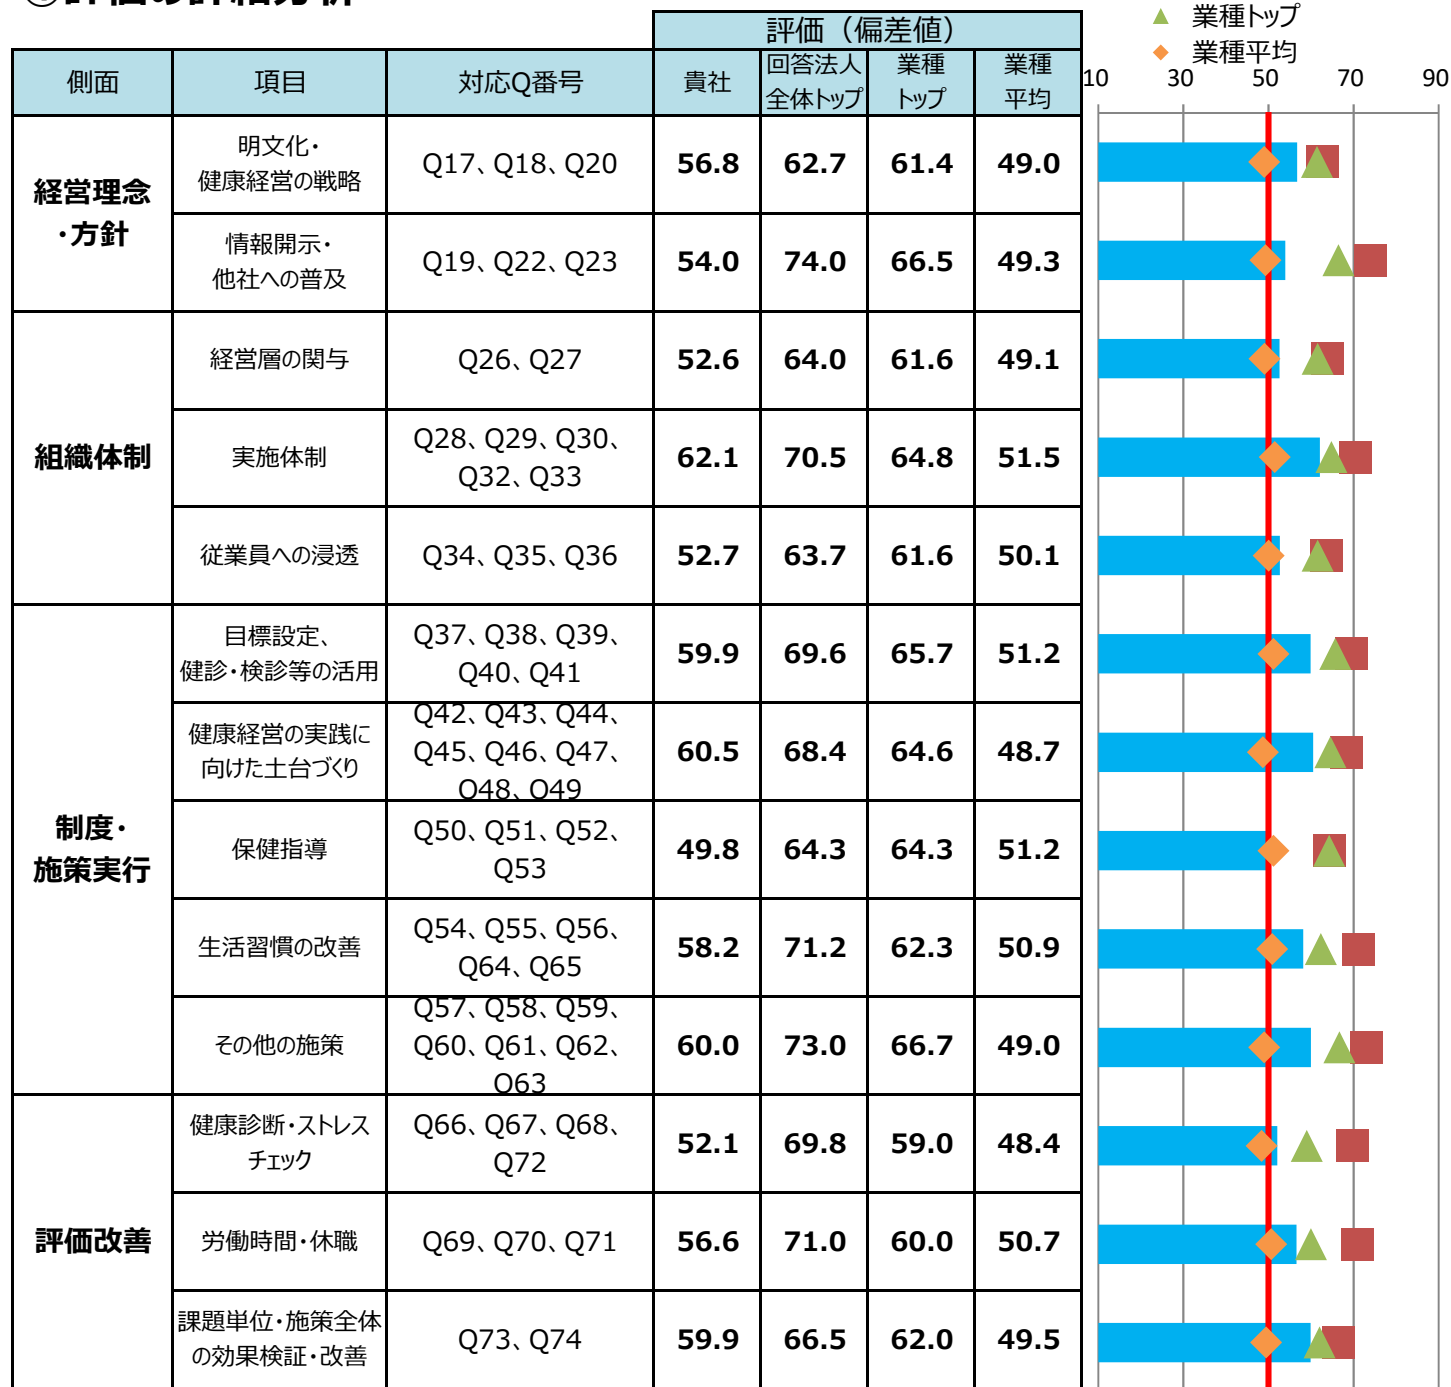 評価（偏差値）
▲ 業種トップ
◆ 業種平均
側面 項目 対応Q番号 貴社 回答法人全体トップ 業種トップ 業種平均
10 30 50 70 90
経営理念・方針
明文化・健康経営の戦略 Q17、Q18、Q20 56.8 62.7 61.4 49.0
情報開示・他社への普及 Q19、Q22、Q23 54.0 74.0 66.5 49.3
組織体制
経営層の関与 Q26、Q27 52.6 64.0 61.6 49.1
実施体制 Q28、Q29、Q30、Q32、Q33 62.1 70.5 64.8 51.5
従業員への浸透 Q34、Q35、Q36 52.7 63.7 61.6 50.1
制度・施策実行
目標設定、健診・検診等の活用 Q37、Q38、Q39、Q40、Q41 59.9 69.6 65.7 51.2
健康経営の実践に向けた土台づくり Q42、Q43、Q44、Q45、Q46、Q47、Q48、Q49 60.5 68.4 64.6 48.7
保健指導 Q50、Q51、Q52、Q53 49.8 64.3 64.3 51.2
生活習慣の改善 Q54、Q55、Q56、Q64、Q65 58.2 71.2 62.3 50.9
その他の施策 Q57、Q58、Q59、Q60、Q61、Q62、Q63 60.0 73.0 66.7 49.0
評価改善
健康診断・ストレスチェック Q66、Q67、Q68、Q72 52.1 69.8 59.0 48.4
労働時間・休職 Q69、Q70、Q71 56.6 71.0 60.0 50.7
課題単位・施策全体の効果検証・改善 Q73、Q74 59.9 66.5 62.0 49.5